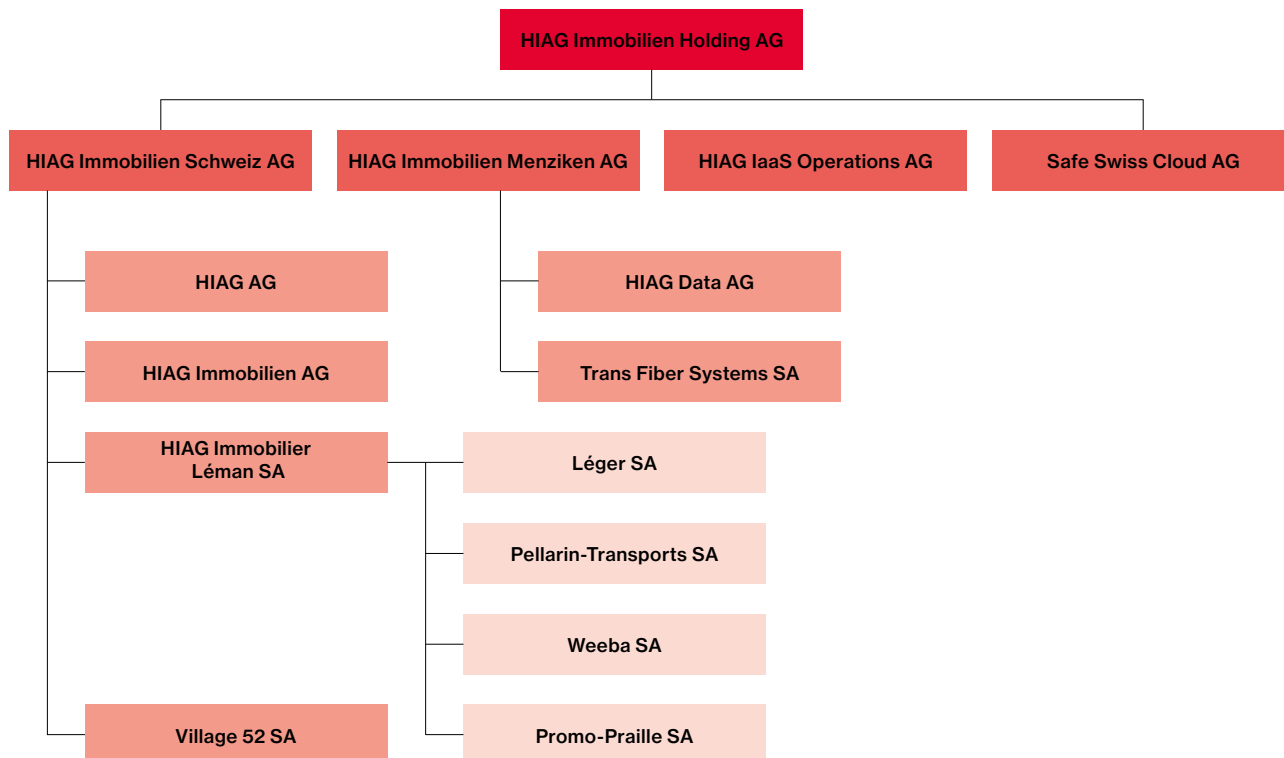 HIAG Immobilien Holding AG
HIAG Immobilien Schweiz AG
HIAG Immobilien Menziken AG
HIAG IaaS Operations AG
Safe Swiss Cloud AG
HIAG AG
HIAG Data AG
HIAG Immobilien AG
Trans Fiber Systems SA
HIAG Immobilier
Léman SA
Léger SA
Pellarin-Transports SA
Weeba SA
Village 52 SA
Promo-Praille SA